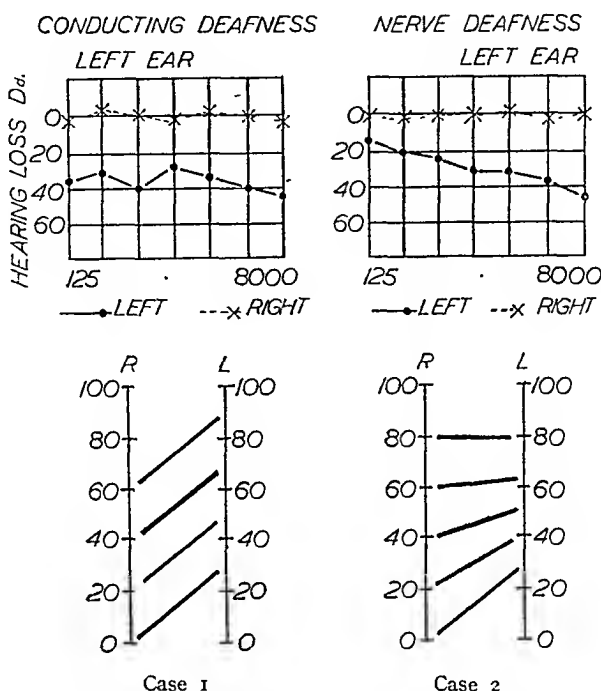 CONDUCTING DEAFNESS
LEFT EAR
HEARING LOSS Dd.
0
20
40
60
125 8000
LEFT RIGHT
NERVE DEAFNESS
LEFT EAR
0
20
40
60
125 8000
LEFT RIGHT
R L
100 100
80 80
60 60
40 40
20 20
0 0
Case 1
R L
100 100
80 80
60 60
40 40
20 20
0 0
Case 2